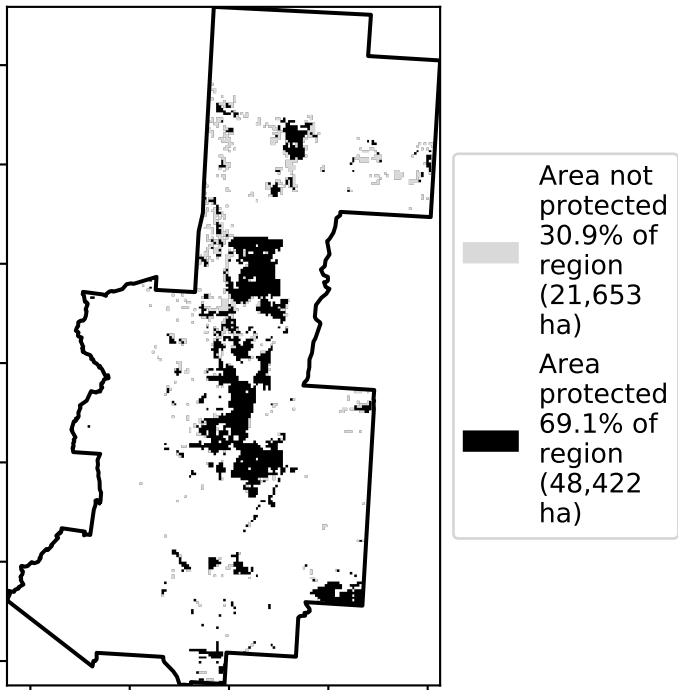 Area not
protected
30.9% of
region
(21,653
ha)
Area
protected
69.1% of
region
(48,422
ha)